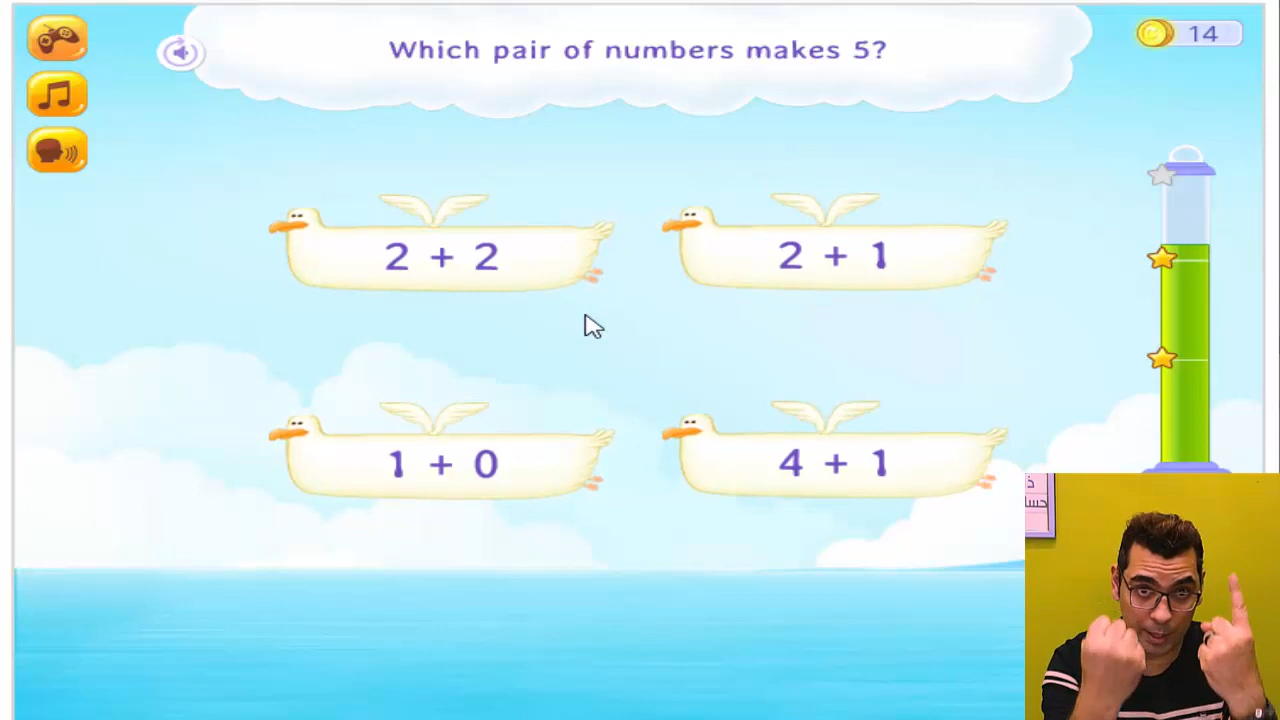 Which pair of numbers makes 5?
14
2 + 2
2 + 1
1 + 0
4 + 1